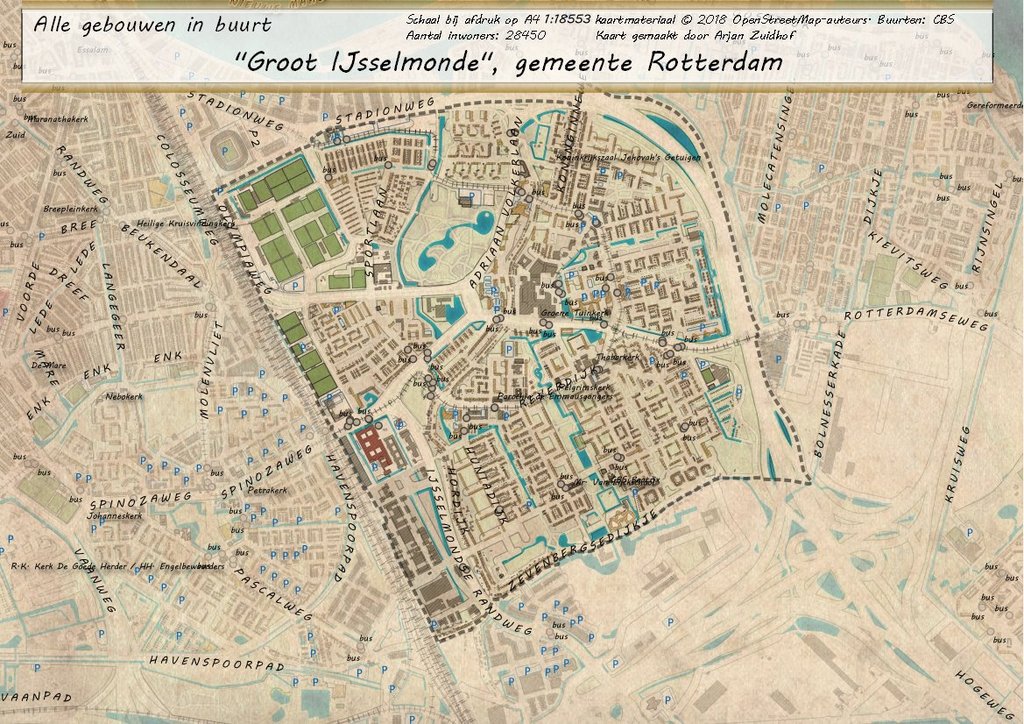 NIEUWE MAAS
Alle gebouwen in buurt
Schaal bij afdruk op A4 1:18553 kaartmateriaal © 2018 OpenStreetMap-auteurs· Buurten: CBS
Aantal inwoners: 28450 Kaart gemaakt door Arjan Zuidhof
"Groot IJsselmonde", gemeente Rotterdam
Essalam
Maranathakerk
Zuid
STADIONWEG
STADIONWEG
P2
RANDWEG
COLOSSEUMWEG
Breepleinkerk
BREE
Heilige Kruisvindingkerk
BEUKENDAAL
OLYMPIAWEG
SPORTLAAN
ADRIAAN VOLKERLAAN
Koninkrijkszaal Jehovah's Getuigen
MOLECATENSINGEL
DIJKJE
KIEVITSWEG
RIJNSINGEL
Gereformeerde
VOORDE
LEDE
DREEF
LEDE
LANGEGEER
MARE
De Mare
ENK
ENK
ENK
Nebokerk
MOLENVLIET
Groene Tuinkerk
Thaborkerk
Pelgrimskerk
Parochie de Emmausgangers
REYERDIJK
ROTTERDAMSEWEG
BOLNESSERKADE
KRUISWEG
SPINOZAWEG
SPINOZAWEG
Petrakerk
Johanneskerk
HAVENSPOORPAD
IJSSELMONDSE RANDWEG
HORDIJK
HINTDIJK
ZEVENBERGSEDIJKJE
R.K. Kerk De Goede Herder / HH. Engelbewaarders
VAANWEG
PASCALWEG
HAVENSPOORPAD
VAANPAD
HOGEWEG